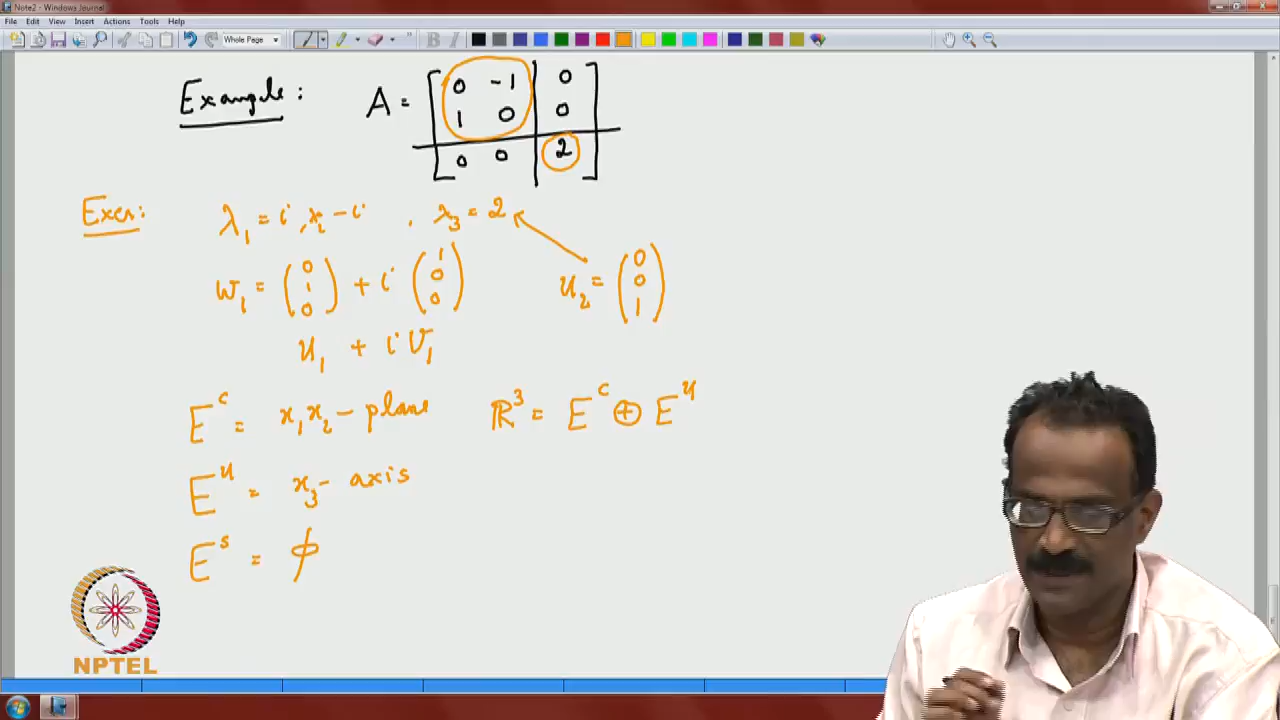 Note2 - Windows Journal
File Edit View Insert Actions Tools Help
Whole Page
Example: A = [ 0 -1 | 0
1 0 | 0
0 0 | 2 ]
Exer: λ₁ = i, λ₂ - i , λ₃ = 2
w₁ = (0 1 0) + i (1 0 0) u₂ = (0 0 1)
u₁ + i v₁
E^c = x₁x₂ - plane ℝ³ = E^c ⊕ E^u
E^u = x₃ - axis
E^s = ϕ
NPTEL